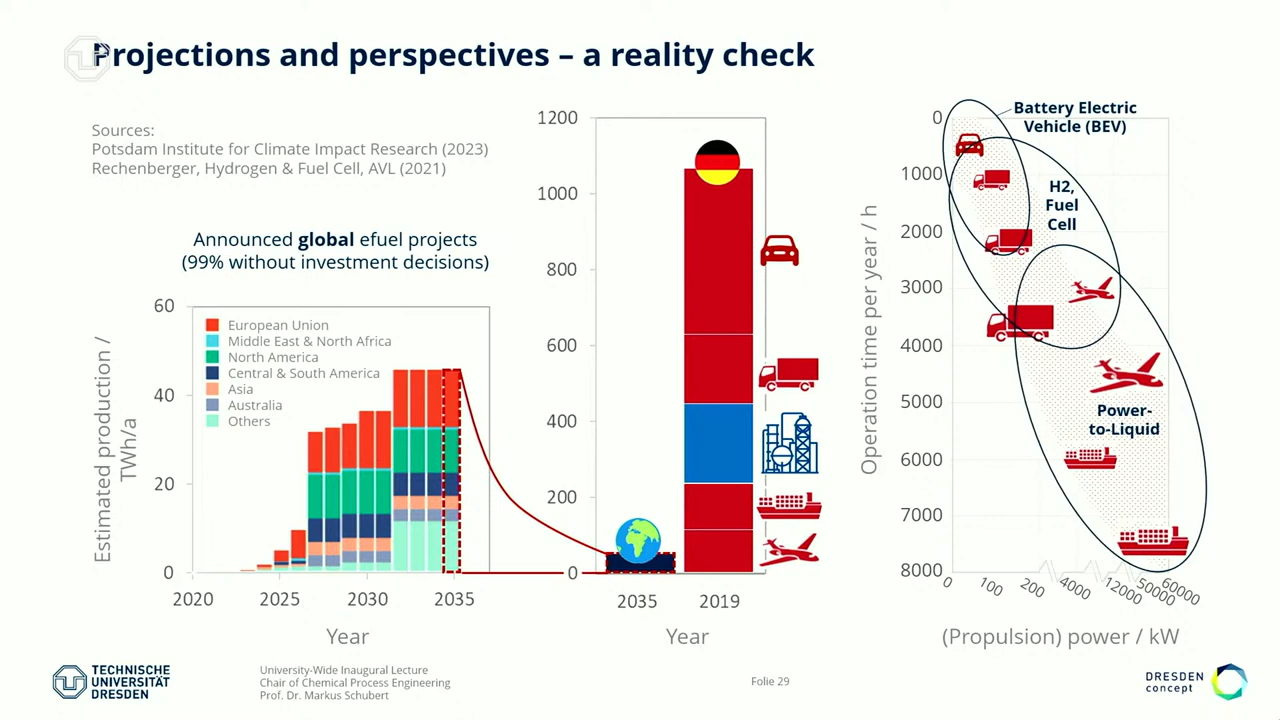 Projections and perspectives – a reality check
Sources:
Potsdam Institute for Climate Impact Research (2023)
Rechenberger, Hydrogen & Fuel Cell, AVL (2021)
Announced global efuel projects
(99% without investment decisions)
Estimated production /
TWh/a
60
40
20
0
European Union
Middle East & North Africa
North America
Central & South America
Asia
Australia
Others
2020
2025
2030
2035
Year
1200
1000
800
600
400
200
0
2035
2019
Year
Operation time per year / h
0
1000
2000
3000
4000
5000
6000
7000
8000
Battery Electric
Vehicle (BEV)
H2,
Fuel
Cell
Power-
to-Liquid
0
100
200
4000
12000
50000
60000
(Propulsion) power / kW
TECHNISCHE
UNIVERSITÄT
DRESDEN
University-Wide Inaugural Lecture
Chair of Chemical Process Engineering
Prof. Dr. Markus Schubert
Folie 29
DRESDEN
concept